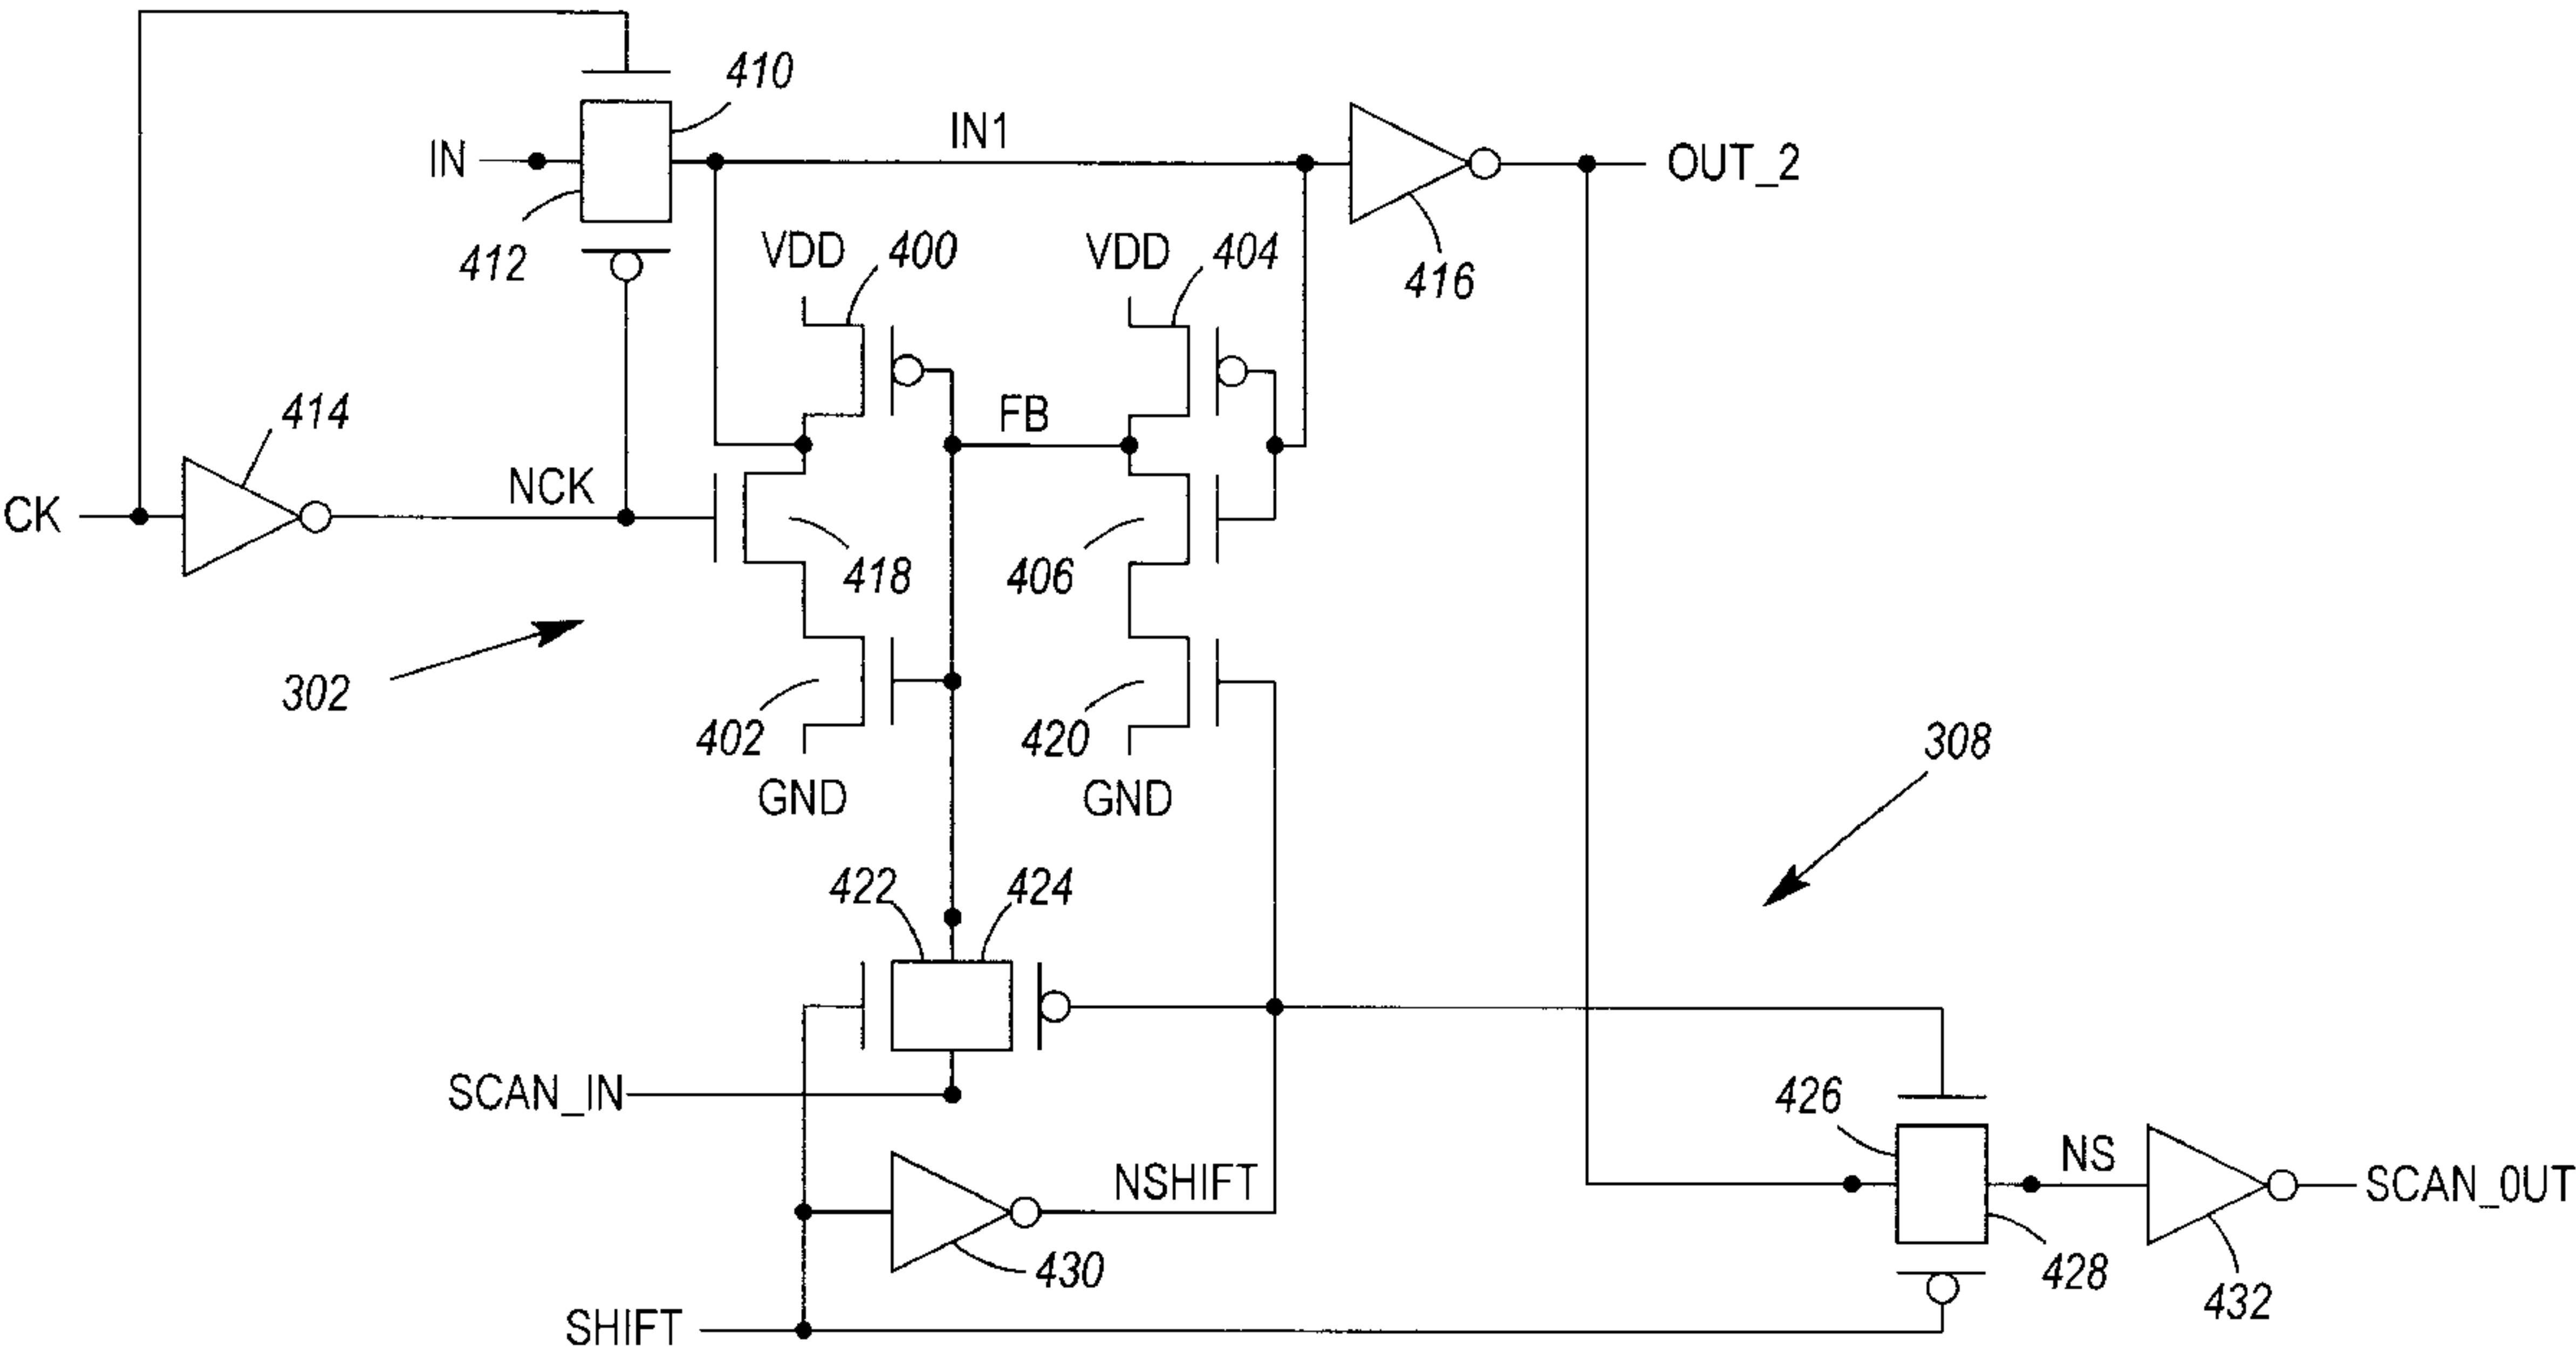 410
IN
IN1
OUT_2
412
VDD
400
VDD
404
416
414
FB
CK
NCK
418
406
302
402
420
308
GND
GND
422
424
426
SCAN_IN
NS
NSHIFT
SCAN_0UT
430
428
432
SHIFT